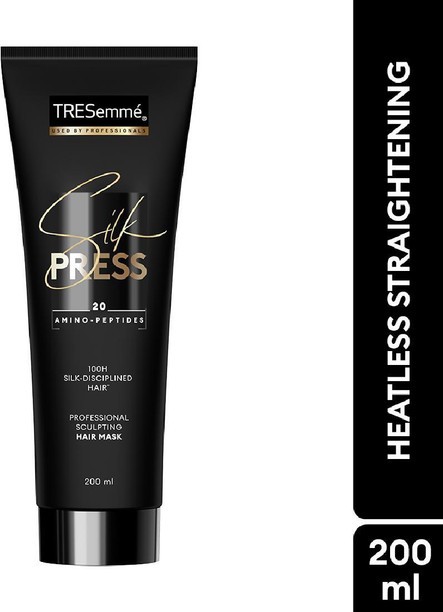 TRESemmé®
USED BY PROFESSIONALS
Silk
PRESS
20
AMINO-PEPTIDES
100H
SILK-DISCIPLINED
HAIR*
PROFESSIONAL
SCULPTING
HAIR MASK
200 ml
HEATLESS STRAIGHTENING
200
ml